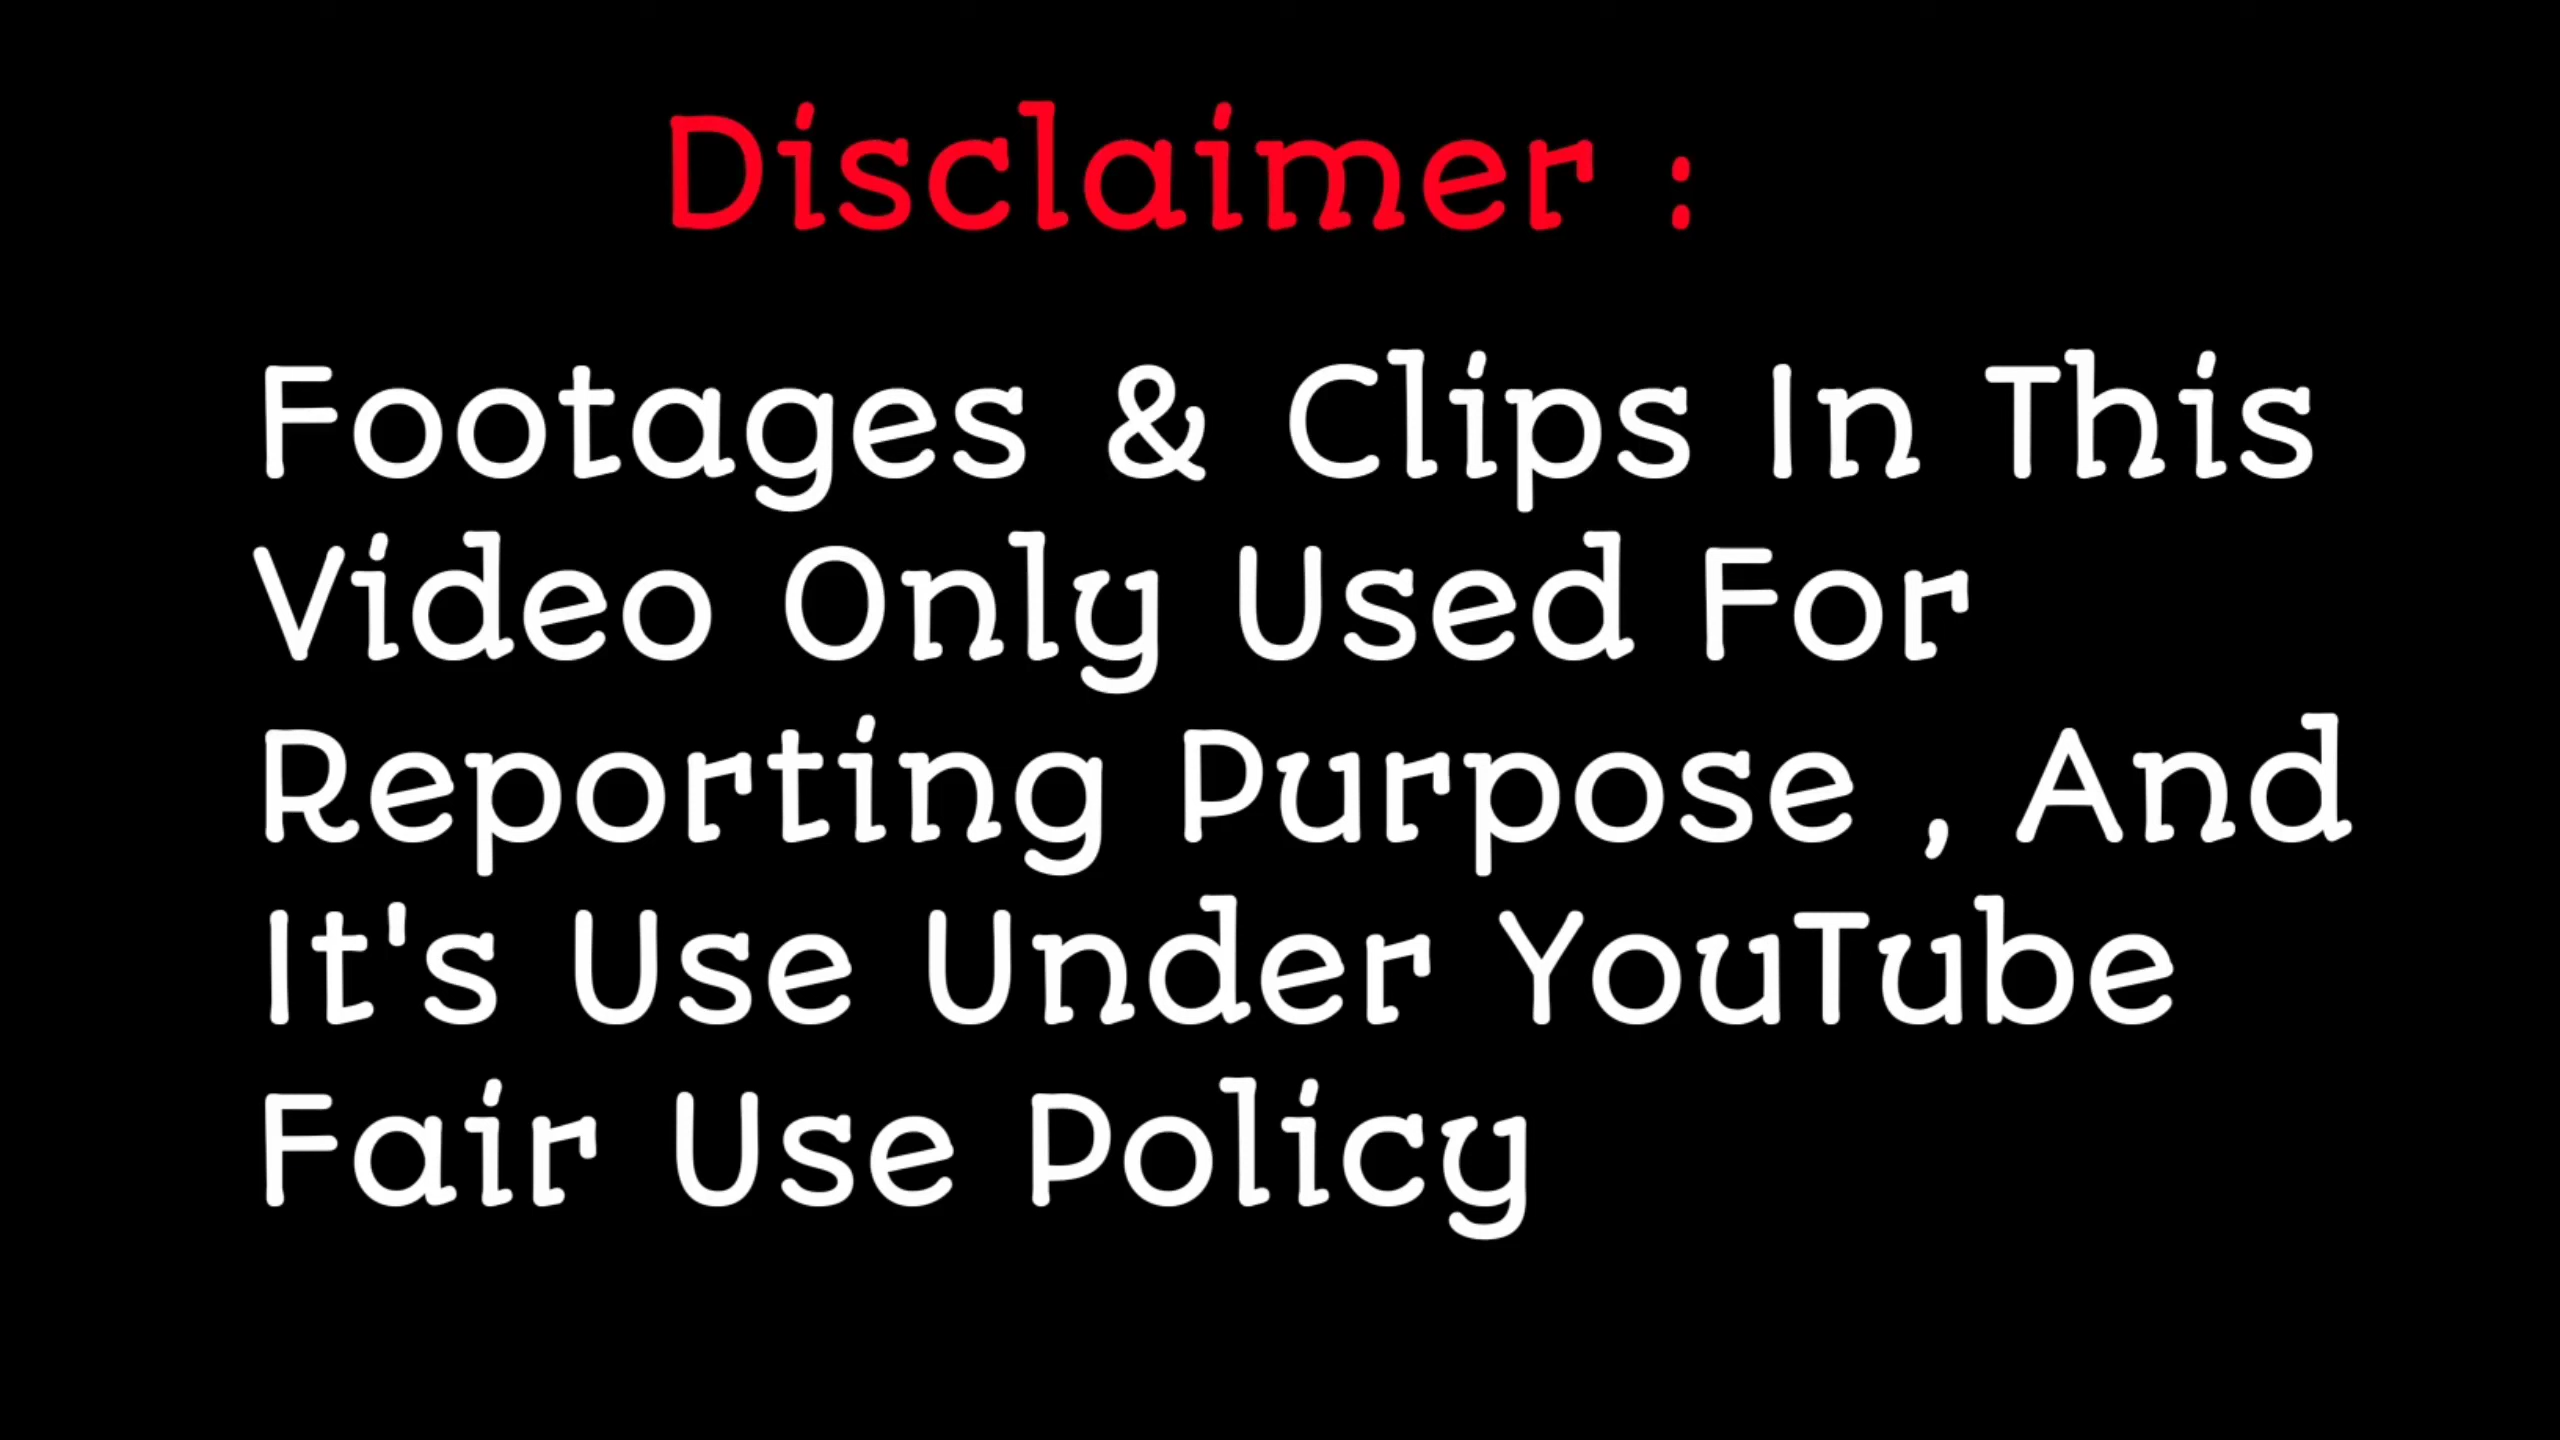 Disclaimer :
Footages & Clips In This
Video Only Used For
Reporting Purpose , And
It's Use Under YouTube
Fair Use Policy